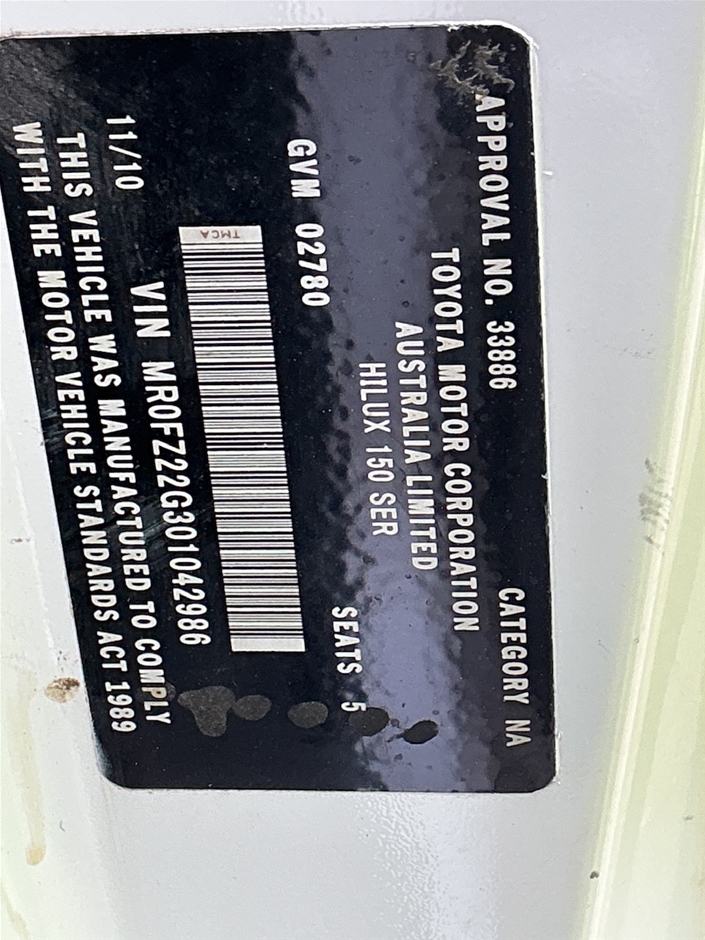 APPROVAL NO. 33886 CATEGORY NA
TOYOTA MOTOR CORPORATION
AUSTRALIA LIMITED
HILUX 150 SER
GVM 02780 SEATS 5
TMCA
VIN MR0FZ22G301042986
11/10
THIS VEHICLE WAS MANUFACTURED TO COMPLY
WITH THE MOTOR VEHICLE STANDARDS ACT 1989